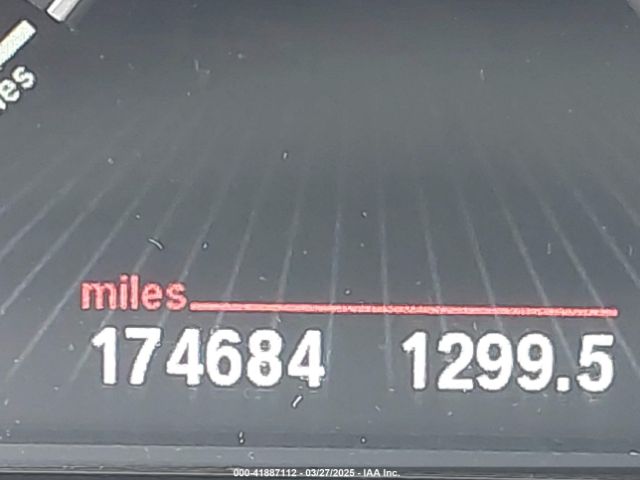 miles
174684 1299.5
000-41887112 | 03/27/2025 - IAA Inc.